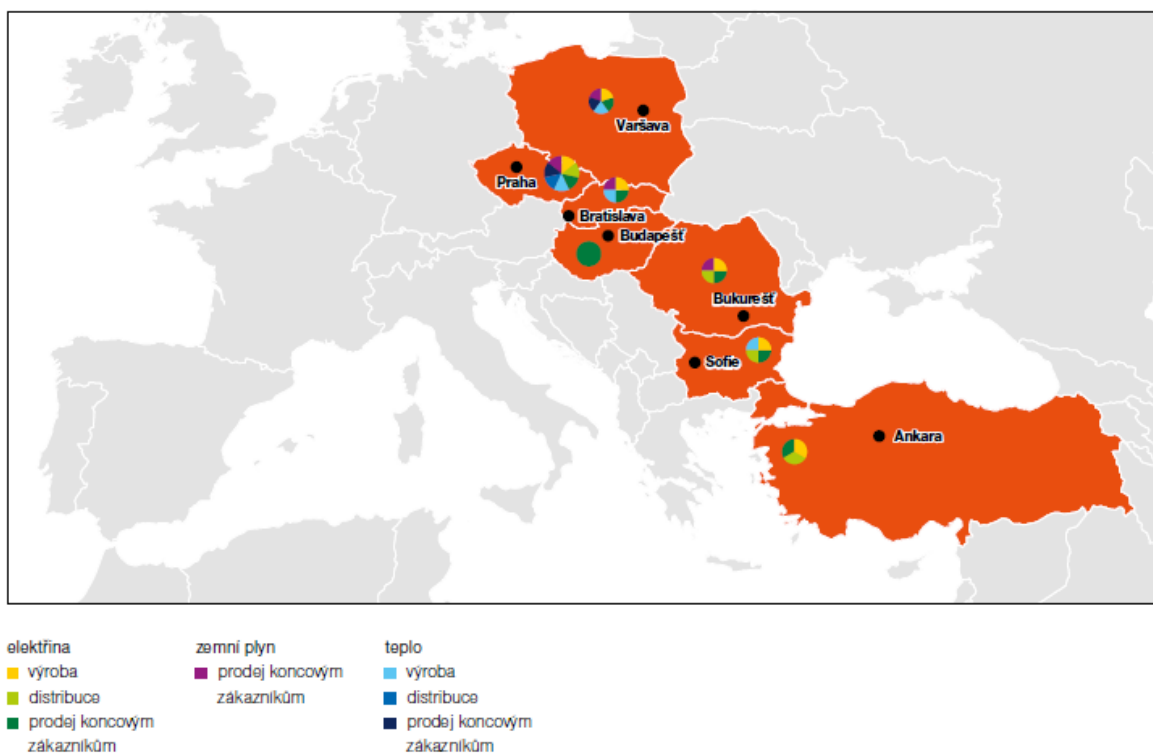 Varšava
Praha
Bratislava
Budapešť
Bukurešť
Sofie
Ankara
elektřina
výroba
distribuce
prodej koncovým
zákazníkům
zemní plyn
prodej koncovým
zákazníkům
teplo
výroba
distribuce
prodej koncovým
zákazníkům